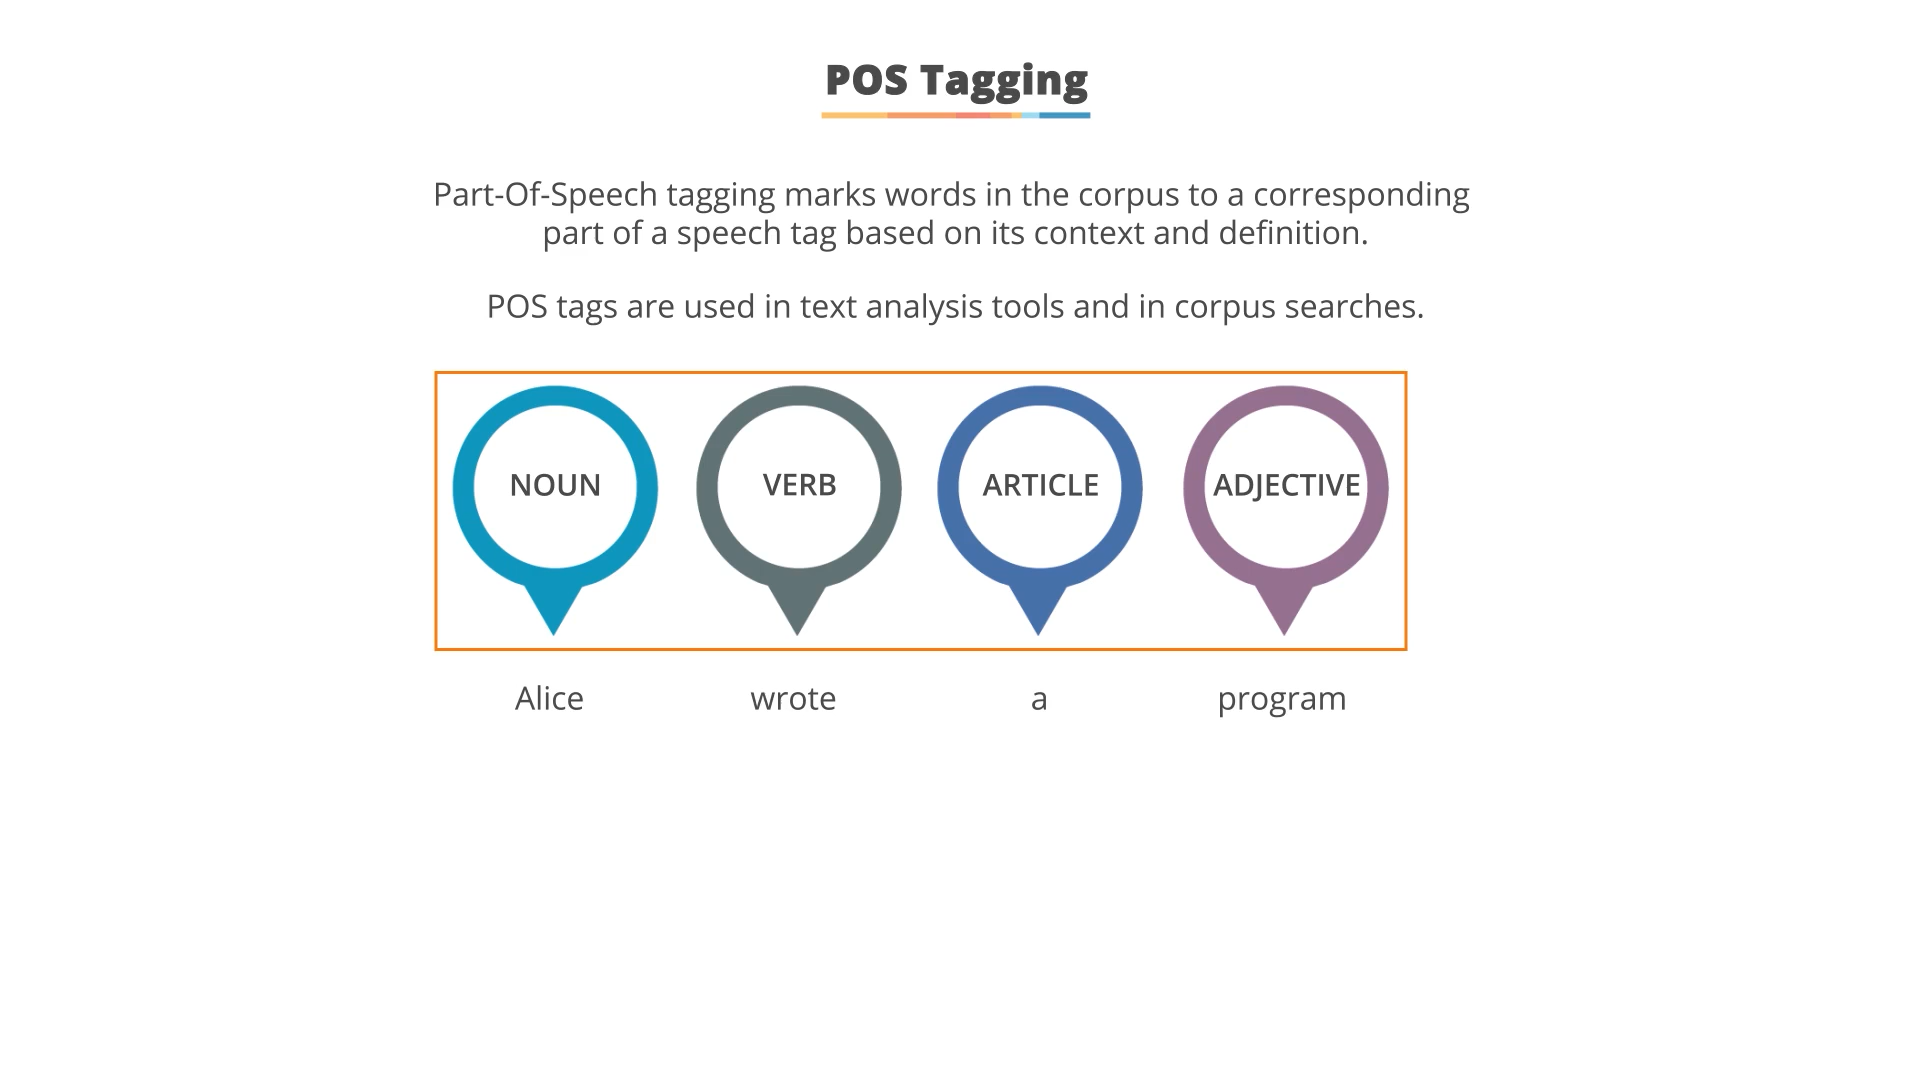 POS Tagging
Part-Of-Speech tagging marks words in the corpus to a corresponding
part of a speech tag based on its context and definition.
POS tags are used in text analysis tools and in corpus searches.
NOUN VERB ARTICLE ADJECTIVE
Alice wrote a program